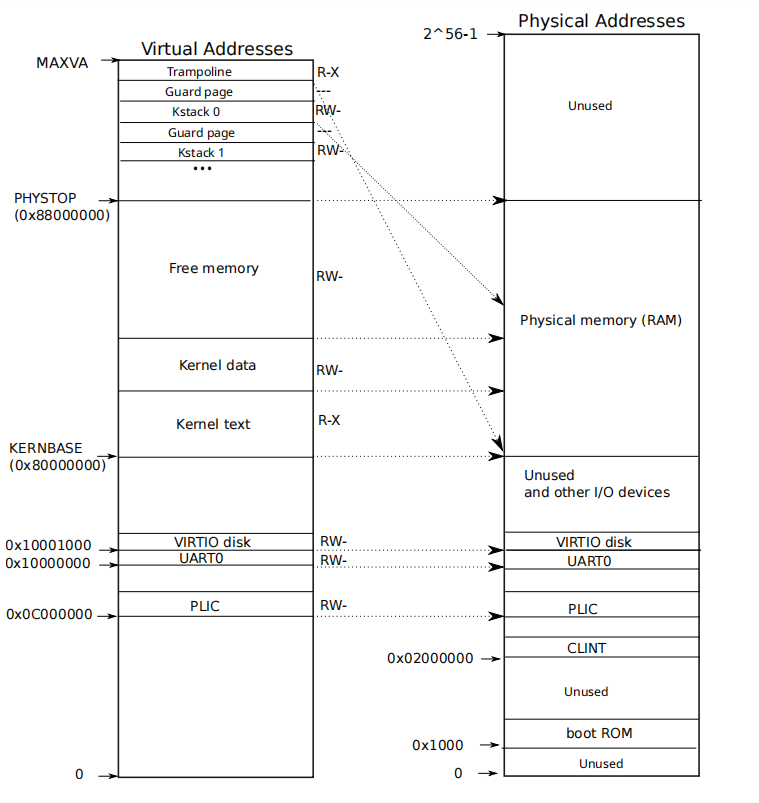 Physical Addresses
2^56-1
Virtual Addresses
MAXVA
Trampoline
R-X
Guard page
---
Kstack 0
RW-
Unused
Guard page
---
Kstack 1
RW-
...
PHYSTOP
(0x88000000)
Free memory
RW-
Physical memory (RAM)
Kernel data
RW-
Kernel text
R-X
KERNBASE
(0x80000000)
Unused
and other I/O devices
0x10001000
VIRTIO disk
RW-
VIRTIO disk
0x10000000
UART0
RW-
UART0
0x0C000000
PLIC
RW-
PLIC
CLINT
0x02000000
Unused
boot ROM
0x1000
Unused
0
0